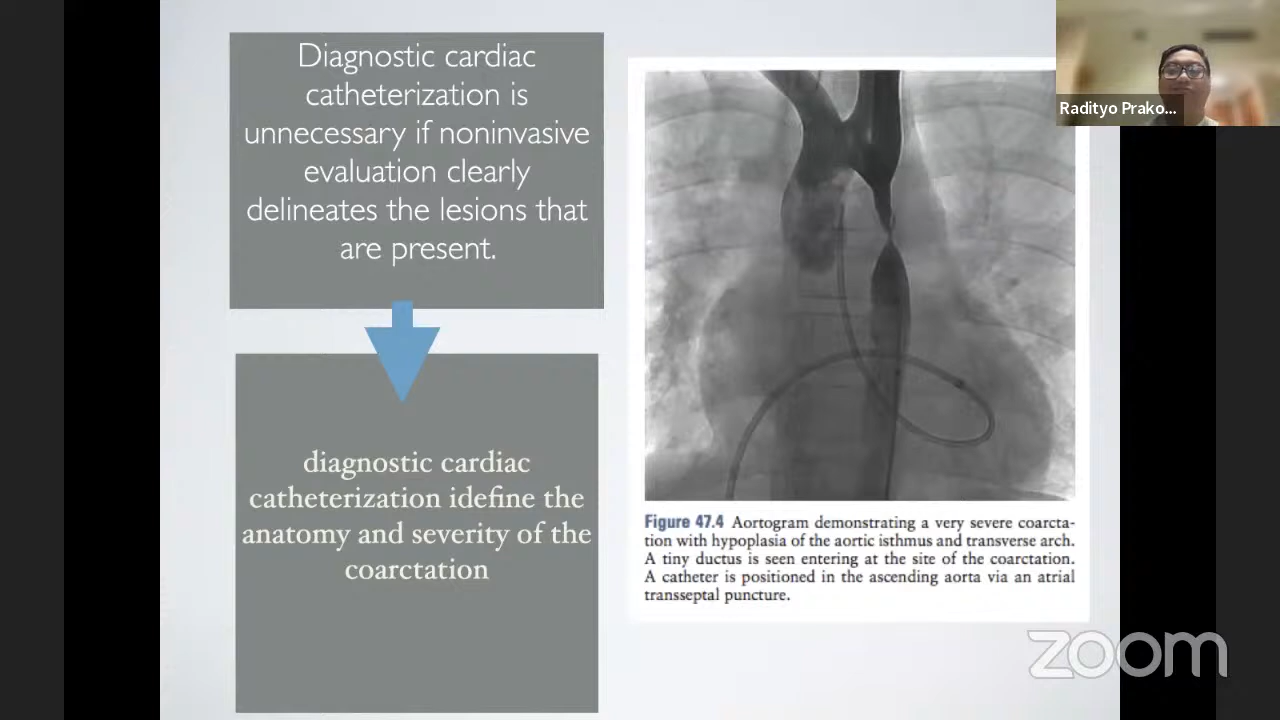 Diagnostic cardiac
catheterization is
unnecessary if noninvasive
evaluation clearly
delineates the lesions that
are present.
diagnostic cardiac
catheterization idefine the
anatomy and severity of the
coarctation
Figure 47.4 Aortogram demonstrating a very severe coarcta-
tion with hypoplasia of the aortic isthmus and transverse arch.
A tiny ductus is seen entering at the site of the coarctation.
A catheter is positioned in the ascending aorta via an atrial
transseptal puncture.
Radityo Prako...
zoom